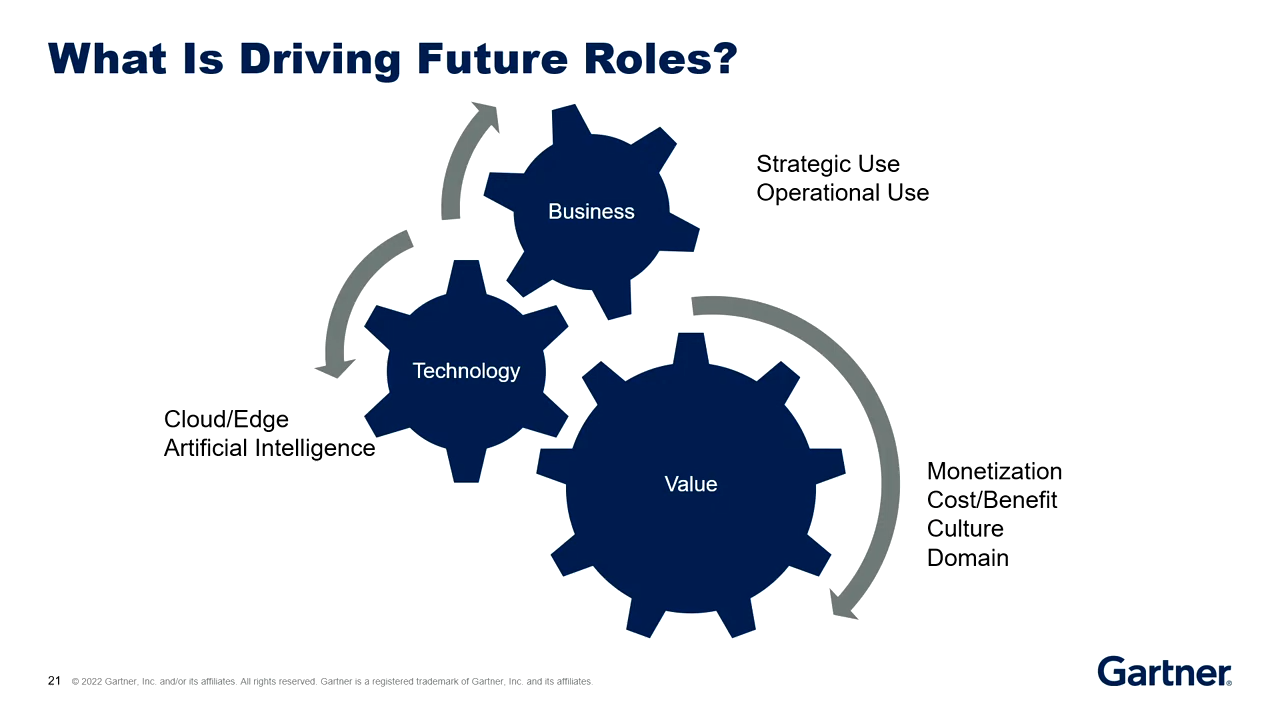 What Is Driving Future Roles?
Business
Strategic Use
Operational Use
Technology
Cloud/Edge
Artificial Intelligence
Value
Monetization
Cost/Benefit
Culture
Domain
21 © 2022 Gartner, Inc. and/or its affiliates. All rights reserved. Gartner is a registered trademark of Gartner, Inc. and its affiliates.
Gartner®